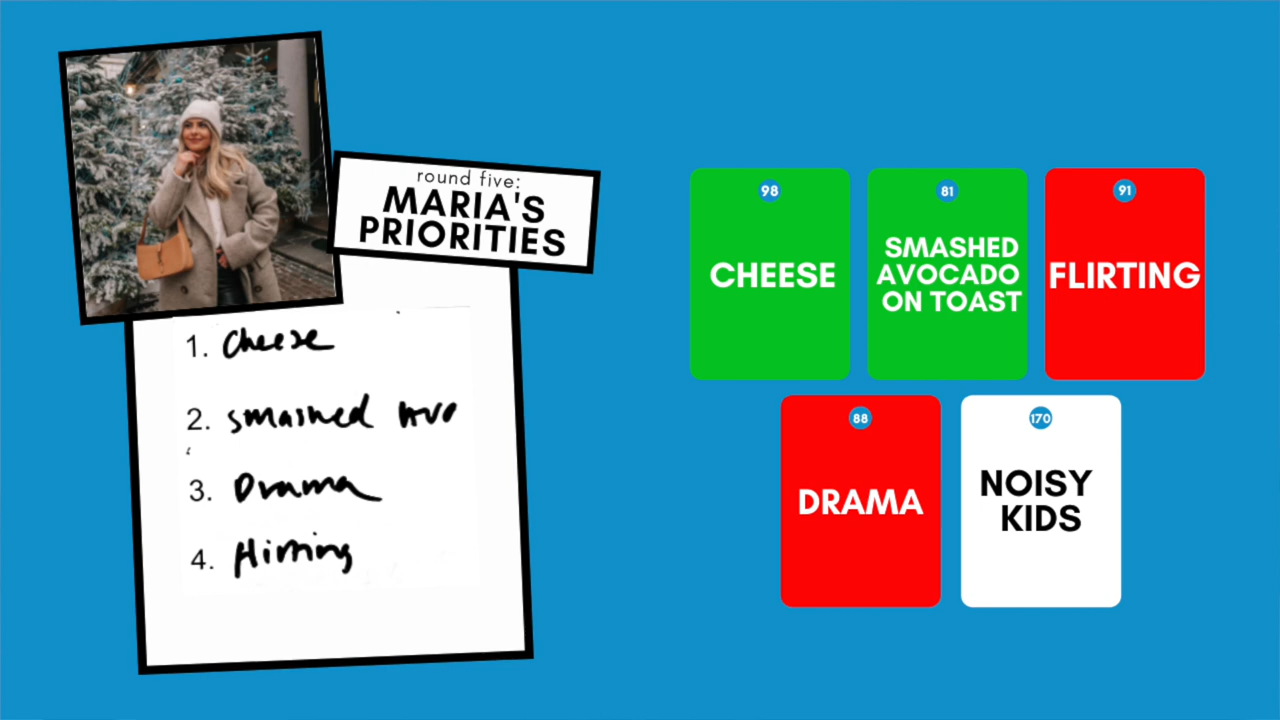 round five:
MARIA'S
PRIORITIES
1. Cheese
2. smashed avo
3. Drama
4. flirting
98
CHEESE
81
SMASHED
AVOCADO
ON TOAST
91
FLIRTING
88
DRAMA
170
NOISY
KIDS